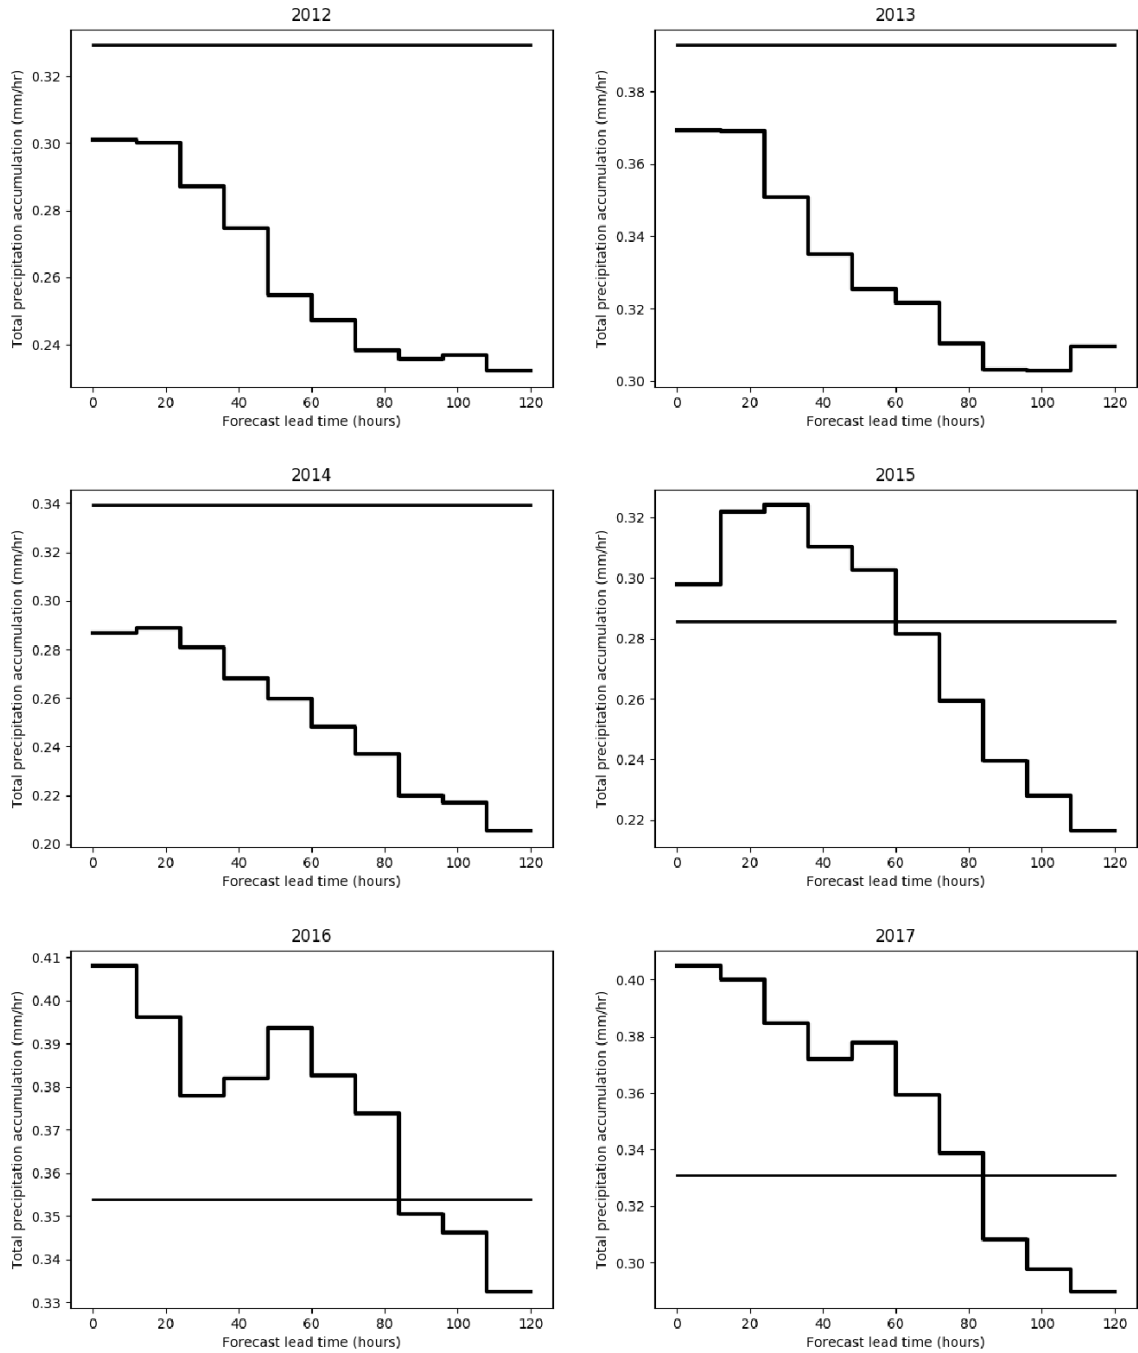 2012
Total precipitation accumulation (mm/hr)
0.32
0.30
0.28
0.26
0.24
0 20 40 60 80 100 120
Forecast lead time (hours)
2013
Total precipitation accumulation (mm/hr)
0.38
0.36
0.34
0.32
0.30
0 20 40 60 80 100 120
Forecast lead time (hours)
2014
Total precipitation accumulation (mm/hr)
0.34
0.32
0.30
0.28
0.26
0.24
0.22
0.20
0 20 40 60 80 100 120
Forecast lead time (hours)
2015
Total precipitation accumulation (mm/hr)
0.32
0.30
0.28
0.26
0.24
0.22
0 20 40 60 80 100 120
Forecast lead time (hours)
2016
Total precipitation accumulation (mm/hr)
0.41
0.40
0.39
0.38
0.37
0.36
0.35
0.34
0.33
0 20 40 60 80 100 120
Forecast lead time (hours)
2017
Total precipitation accumulation (mm/hr)
0.40
0.38
0.36
0.34
0.32
0.30
0 20 40 60 80 100 120
Forecast lead time (hours)